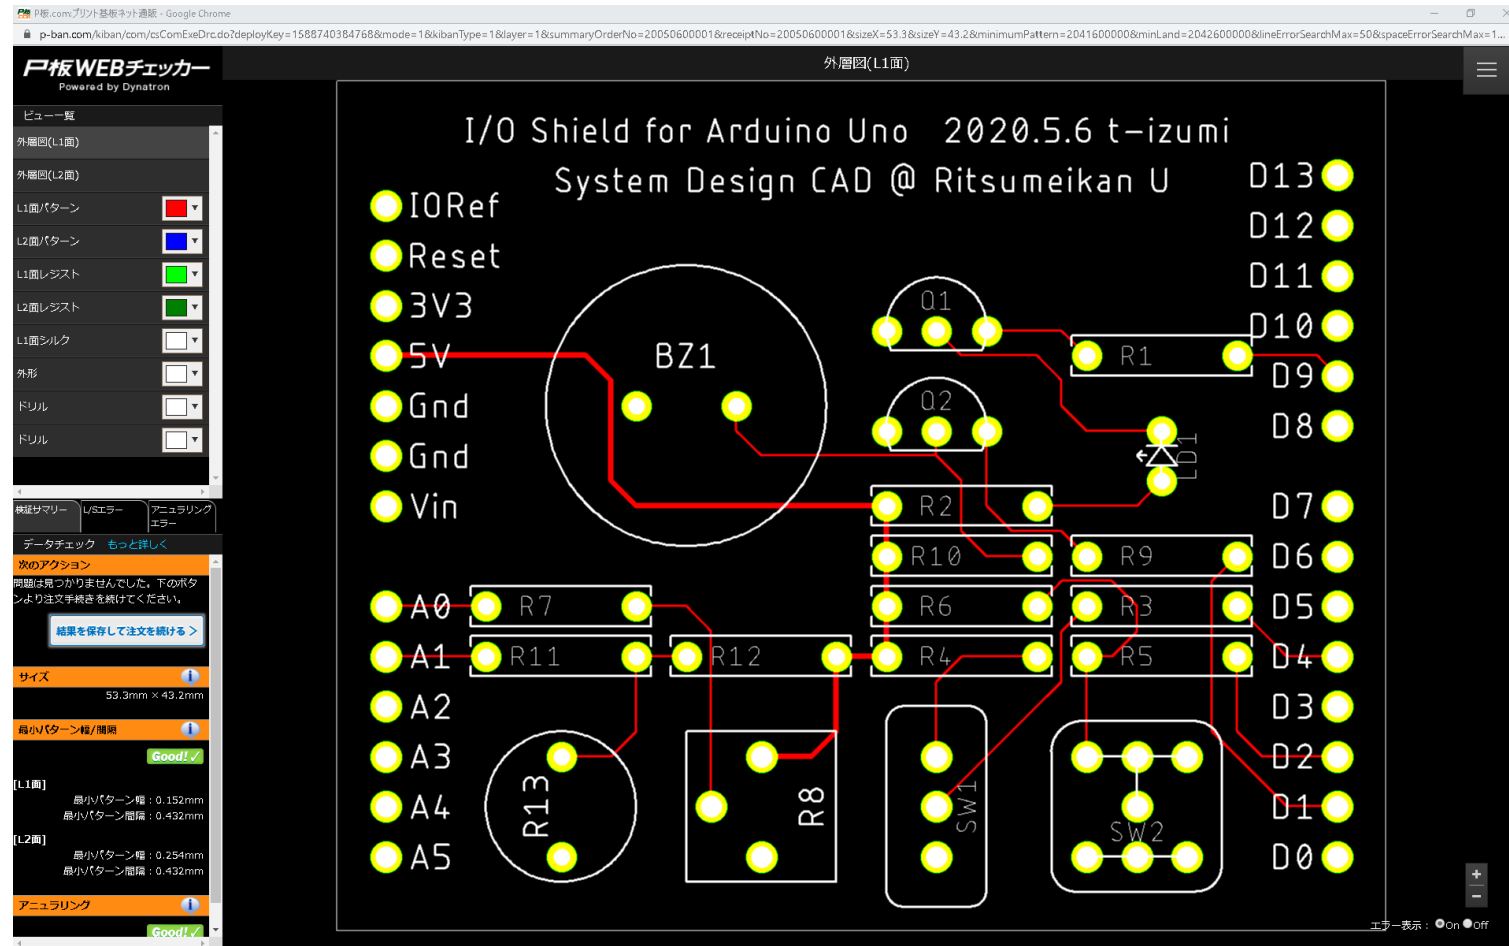 P板.com:プリント基板ネット通販 - Google Chrome
p-ban.com/kiban/com/csComExeDrc.do?deployKey=1588740384768&mode=1&kibanType=1&layer=1&summaryOrderNo=20050600001&receiptNo=20050600001&sizeX=53.3&sizeY=43.2&minimumPattern=2041600000&minLand=2042600000&lineErrorSearchMax=50&spaceErrorSearchMax=1...
P板WEBチェッカー
Powered by Dynatron
外層図(L1面)
ビュー一覧
外層図(L1面)
外層図(L2面)
L1面パターン
L2面パターン
L1面レジスト
L2面レジスト
L1面シルク
外形
ドリル
ドリル
検証サマリー
L/Sエラー
アニュラリング
エラー
データチェック もっと詳しく
次のアクション
問題は見つかりませんでした。下のボタ
ンより注文手続きを続けてください。
結果を保存して注文を続ける >
サイズ
53.3mm × 43.2mm
最小パターン幅/間隔
Good! ✓
[L1面]
最小パターン幅 : 0.152mm
最小パターン間隔 : 0.432mm
[L2面]
最小パターン幅 : 0.254mm
最小パターン間隔 : 0.432mm
アニュラリング
Good! ✓
I/O Shield for Arduino Uno 2020.5.6 t-izumi
System Design CAD @ Ritsumeikan U
IORef
Reset
3V3
5V
Gnd
Gnd
Vin
A0
A1
A2
A3
A4
A5
BZ1
Q1
Q2
R1
LD1
R2
R10
R9
R7
R6
R3
R11
R12
R4
R5
R13
R8
SW1
SW2
D13
D12
D11
D10
D9
D8
D7
D6
D5
D4
D3
D2
D1
D0
+
−
エラー表示 : On Off